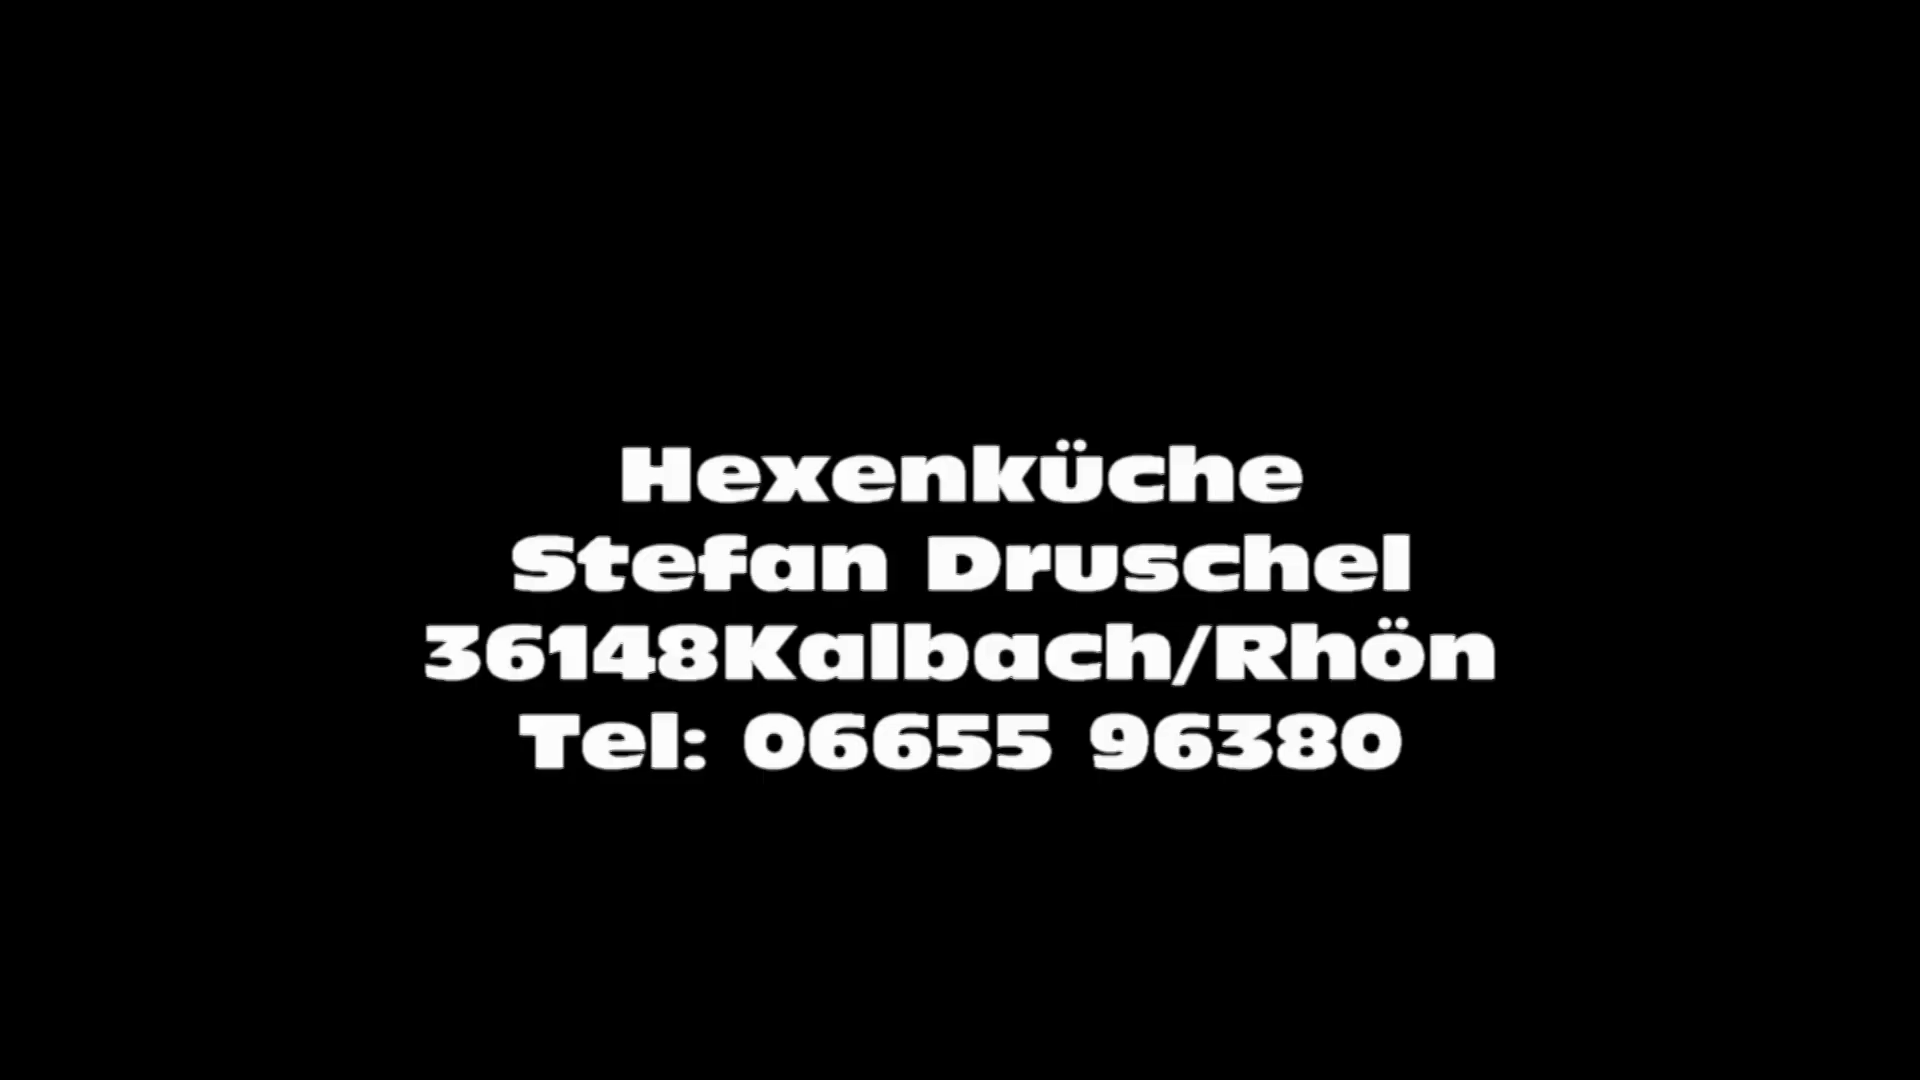 Hexenküche
Stefan Druschel
36148Kalbach/Rhön
Tel: 06655 96380